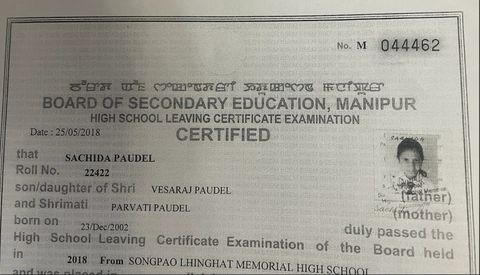 No. M 044462
BOARD OF SECONDARY EDUCATION, MANIPUR
HIGH SCHOOL LEAVING CERTIFICATE EXAMINATION
Date : 25/05/2018
CERTIFIED
that SACHIDA PAUDEL
Roll No. 22422
son/daughter of Shri VESARAJ PAUDEL (father)
and Shrimati PARVATI PAUDEL (mother)
born on 23/Dec/2002 duly passed the
High School Leaving Certificate Examination of the Board held
in 2018 From SONGPAO LHINGHAT MEMORIAL HIGH SCHOOL
and was placed in